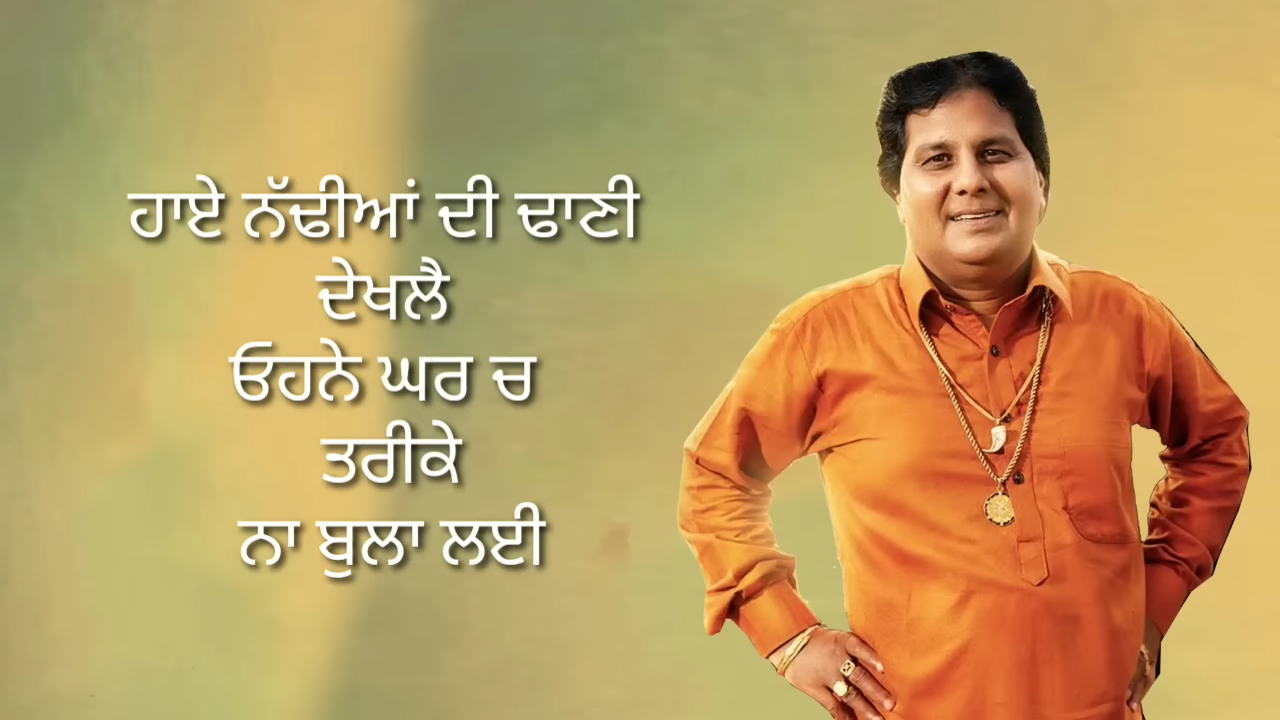 ਹਾਏ ਨੱਢੀਆਂ ਦੀ ਢਾਣੀ
ਦੇਖਲੈ
ਓਹਨੇ ਘਰ ਚ
ਤਰੀਕੇ
ਨਾ ਬੁਲਾ ਲਈ